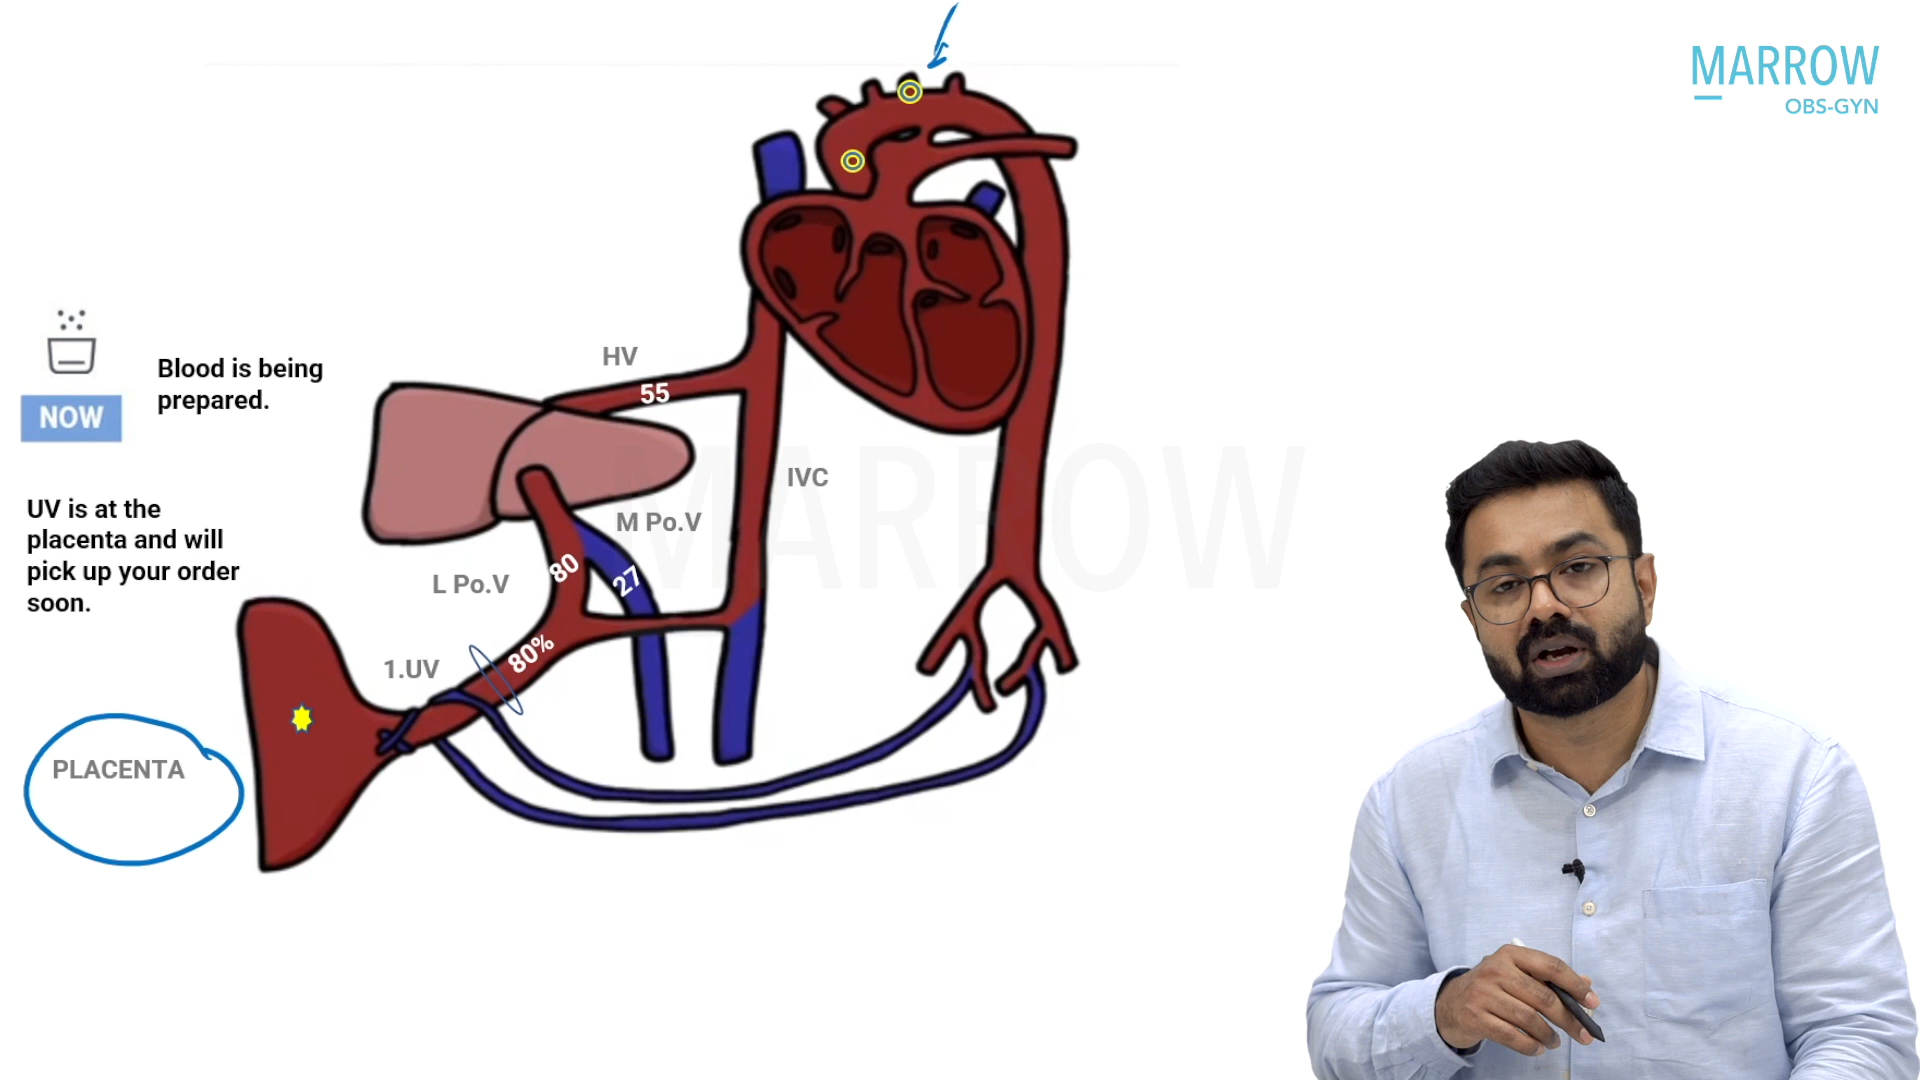 MARROW
OBS-GYN
HV
55
Blood is being
prepared.
NOW
IVC
UV is at the
placenta and will
pick up your order
soon.
M Po.V
L Po.V
80
27
80%
1.UV
PLACENTA
MARROW